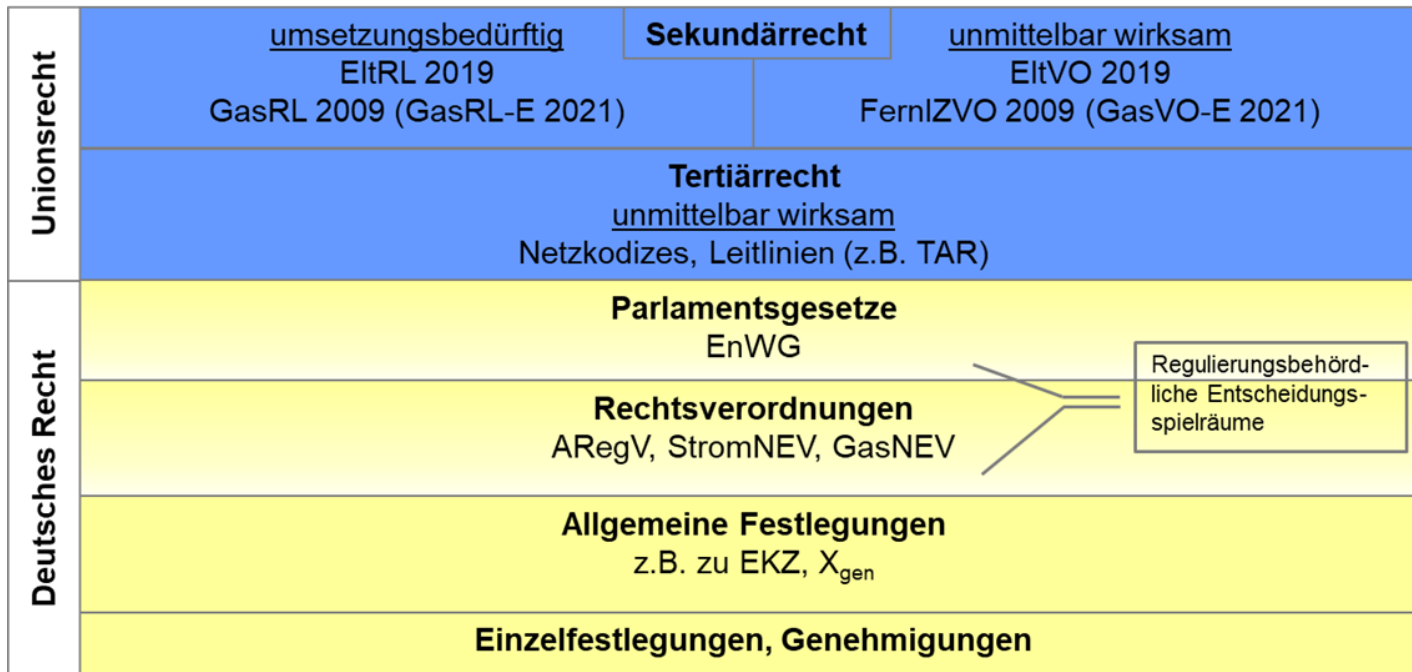 Unionsrecht
Sekundärrecht
umsetzungsbedürftig
EltRL 2019
GasRL 2009 (GasRL-E 2021)
unmittelbar wirksam
EltVO 2019
FernlZVO 2009 (GasVO-E 2021)
Tertiärrecht
unmittelbar wirksam
Netzkodizes, Leitlinien (z.B. TAR)
Deutsches Recht
Parlamentsgesetze
EnWG
Rechtsverordnungen
ARegV, StromNEV, GasNEV
Regulierungsbehörd-
liche Entscheidungs-
spielräume
Allgemeine Festlegungen
z.B. zu EKZ, Xgen
Einzelfestlegungen, Genehmigungen